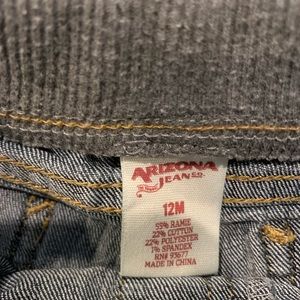 ARIZONA
JEAN CO.
12M
55% RAMIE
22% COTTON
22% POLYESTER
1% SPANDEX
RN# 93677
MADE IN CHINA